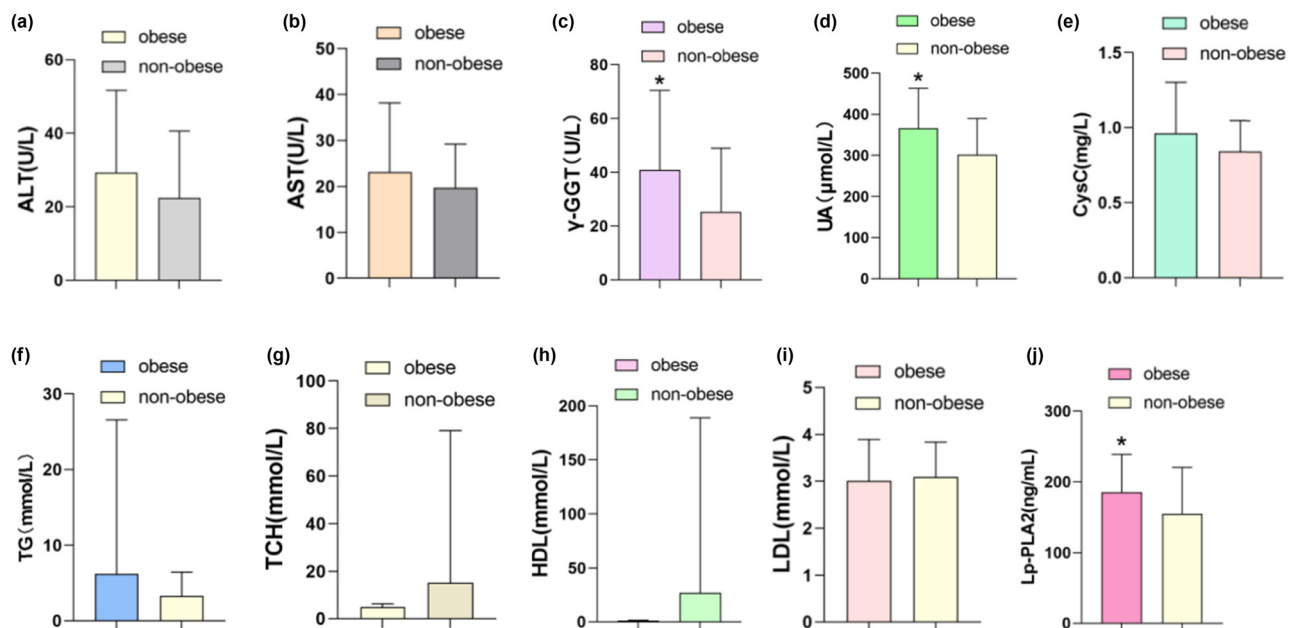 (a)
obese
non-obese
ALT(U/L)
60
40
20
0
(b)
obese
non-obese
AST(U/L)
50
40
30
20
10
0
(c)
obese
non-obese
γ-GGT(U/L)
80
60
40
20
0
*
(d)
obese
non-obese
UA(μmol/L)
500
400
300
200
100
0
*
(e)
obese
non-obese
CysC(mg/L)
1.5
1.0
0.5
0.0
(f)
obese
non-obese
TG(mmol/L)
30
20
10
0
(g)
obese
non-obese
TCH(mmol/L)
100
80
60
40
20
0
(h)
obese
non-obese
HDL(mmol/L)
200
150
100
50
0
(i)
obese
non-obese
LDL(mmol/L)
5
4
3
2
1
0
(j)
obese
non-obese
Lp-PLA2(ng/mL)
300
200
100
0
*